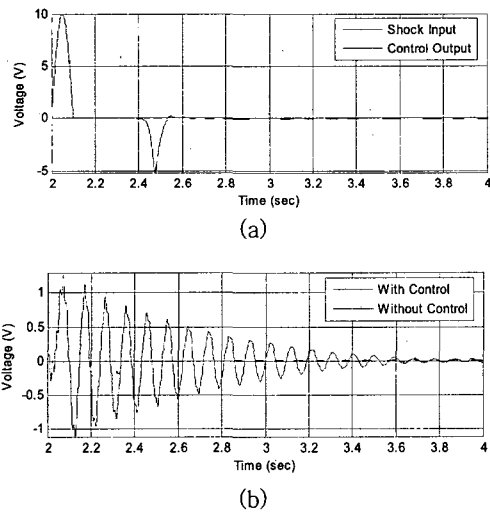 Shock Input
Control Output
Voltage (V)
10
5
0
-5
2 2.2 2.4 2.6 2.8 3 3.2 3.4 3.6 3.8 4
Time (sec)
(a)
With Control
Without Control
Voltage (V)
1
0.5
0
-0.5
-1
2 2.2 2.4 2.6 2.8 3 3.2 3.4 3.6 3.8 4
Time (sec)
(b)